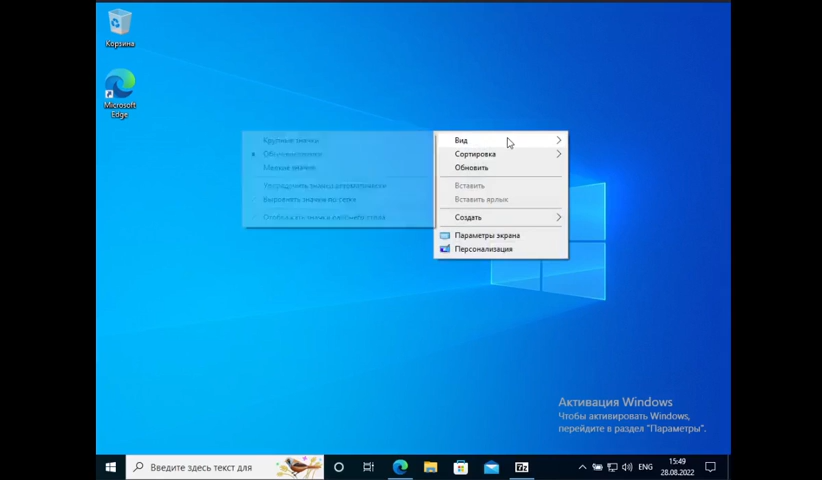 Корзина
Microsoft
Edge
Вид
Сортировка
Обновить
Вставить
Вставить ярлык
Создать
Параметры экрана
Персонализация
Крупные значки
Обычные значки
Мелкие значки
Упорядочить значки автоматически
Выровнять значки по сетке
Отображать значки рабочего стола
Активация Windows
Чтобы активировать Windows,
перейдите в раздел "Параметры".
Введите здесь текст для
Zz
ENG
15:49
28.08.2022